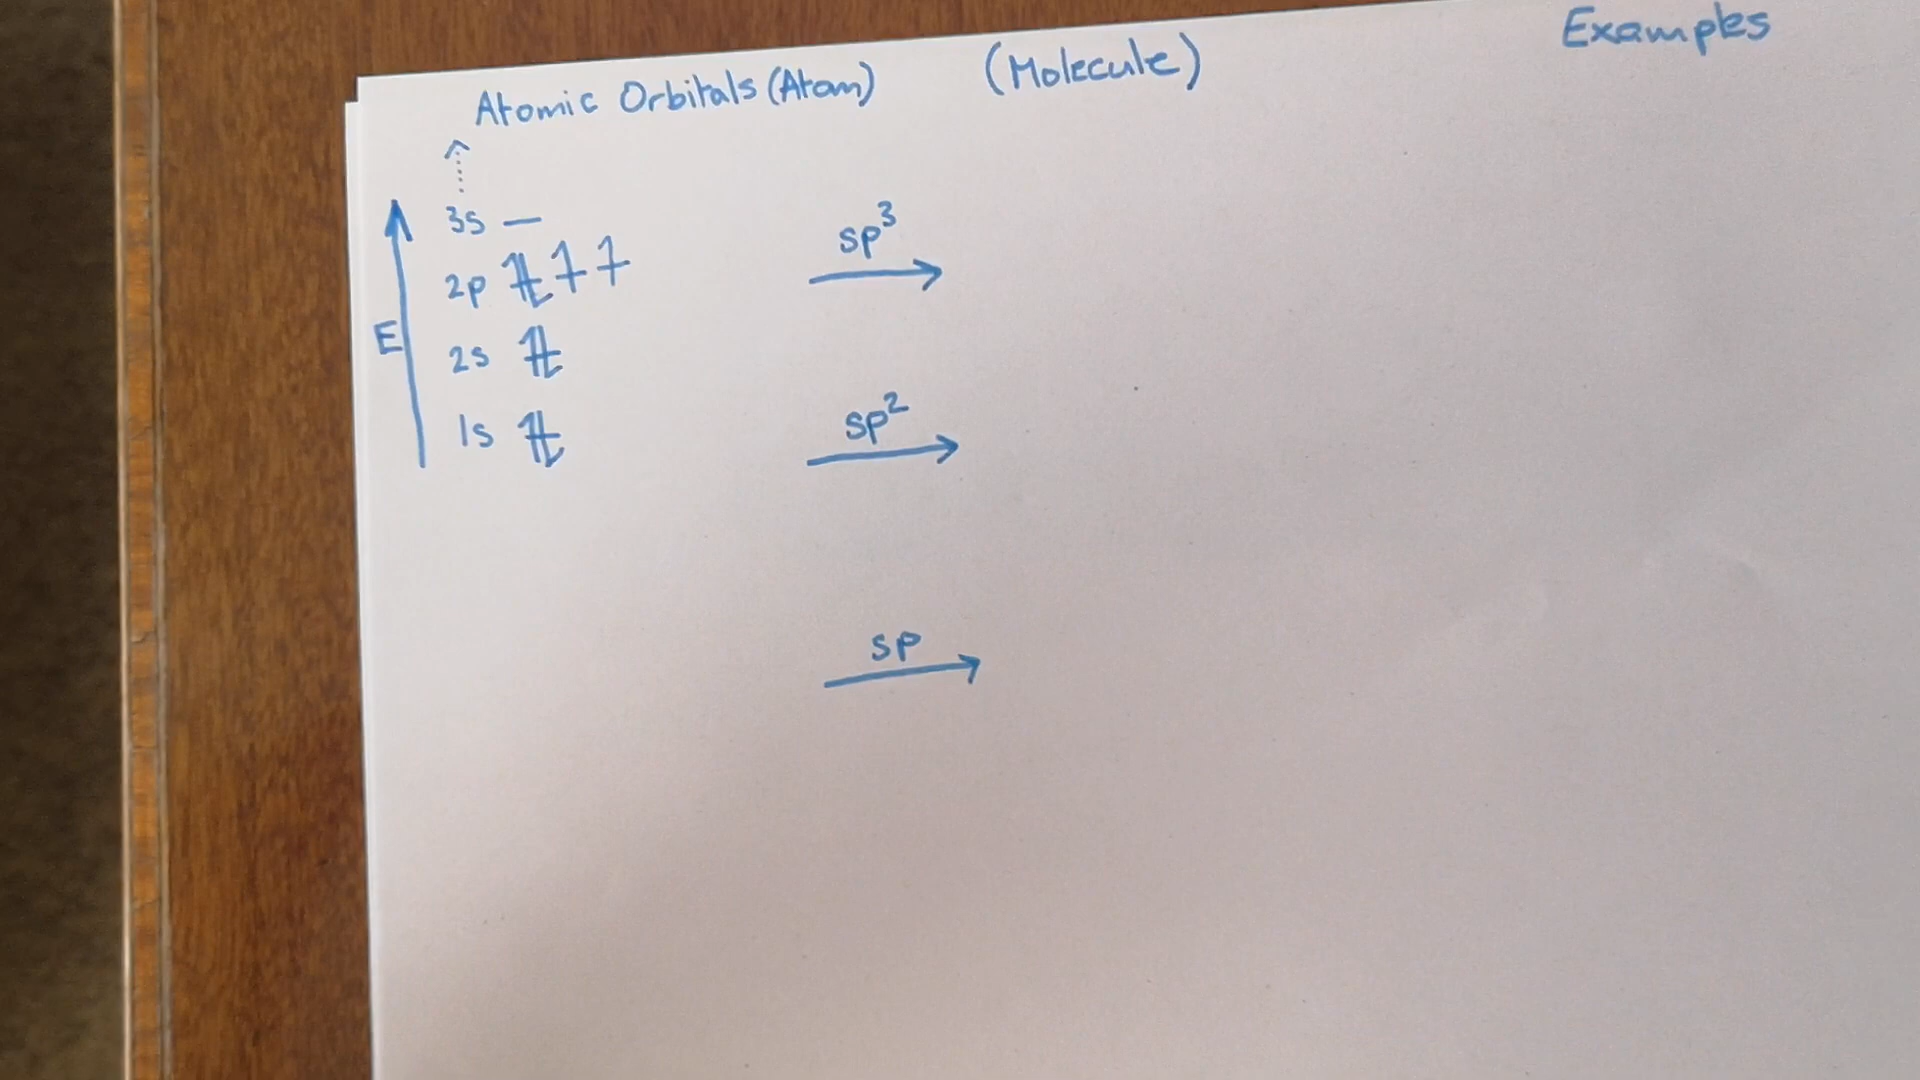 Atomic Orbitals (Atom) (Molecule) Examples
3s
2p
2s
1s
E
sp³
sp²
sp